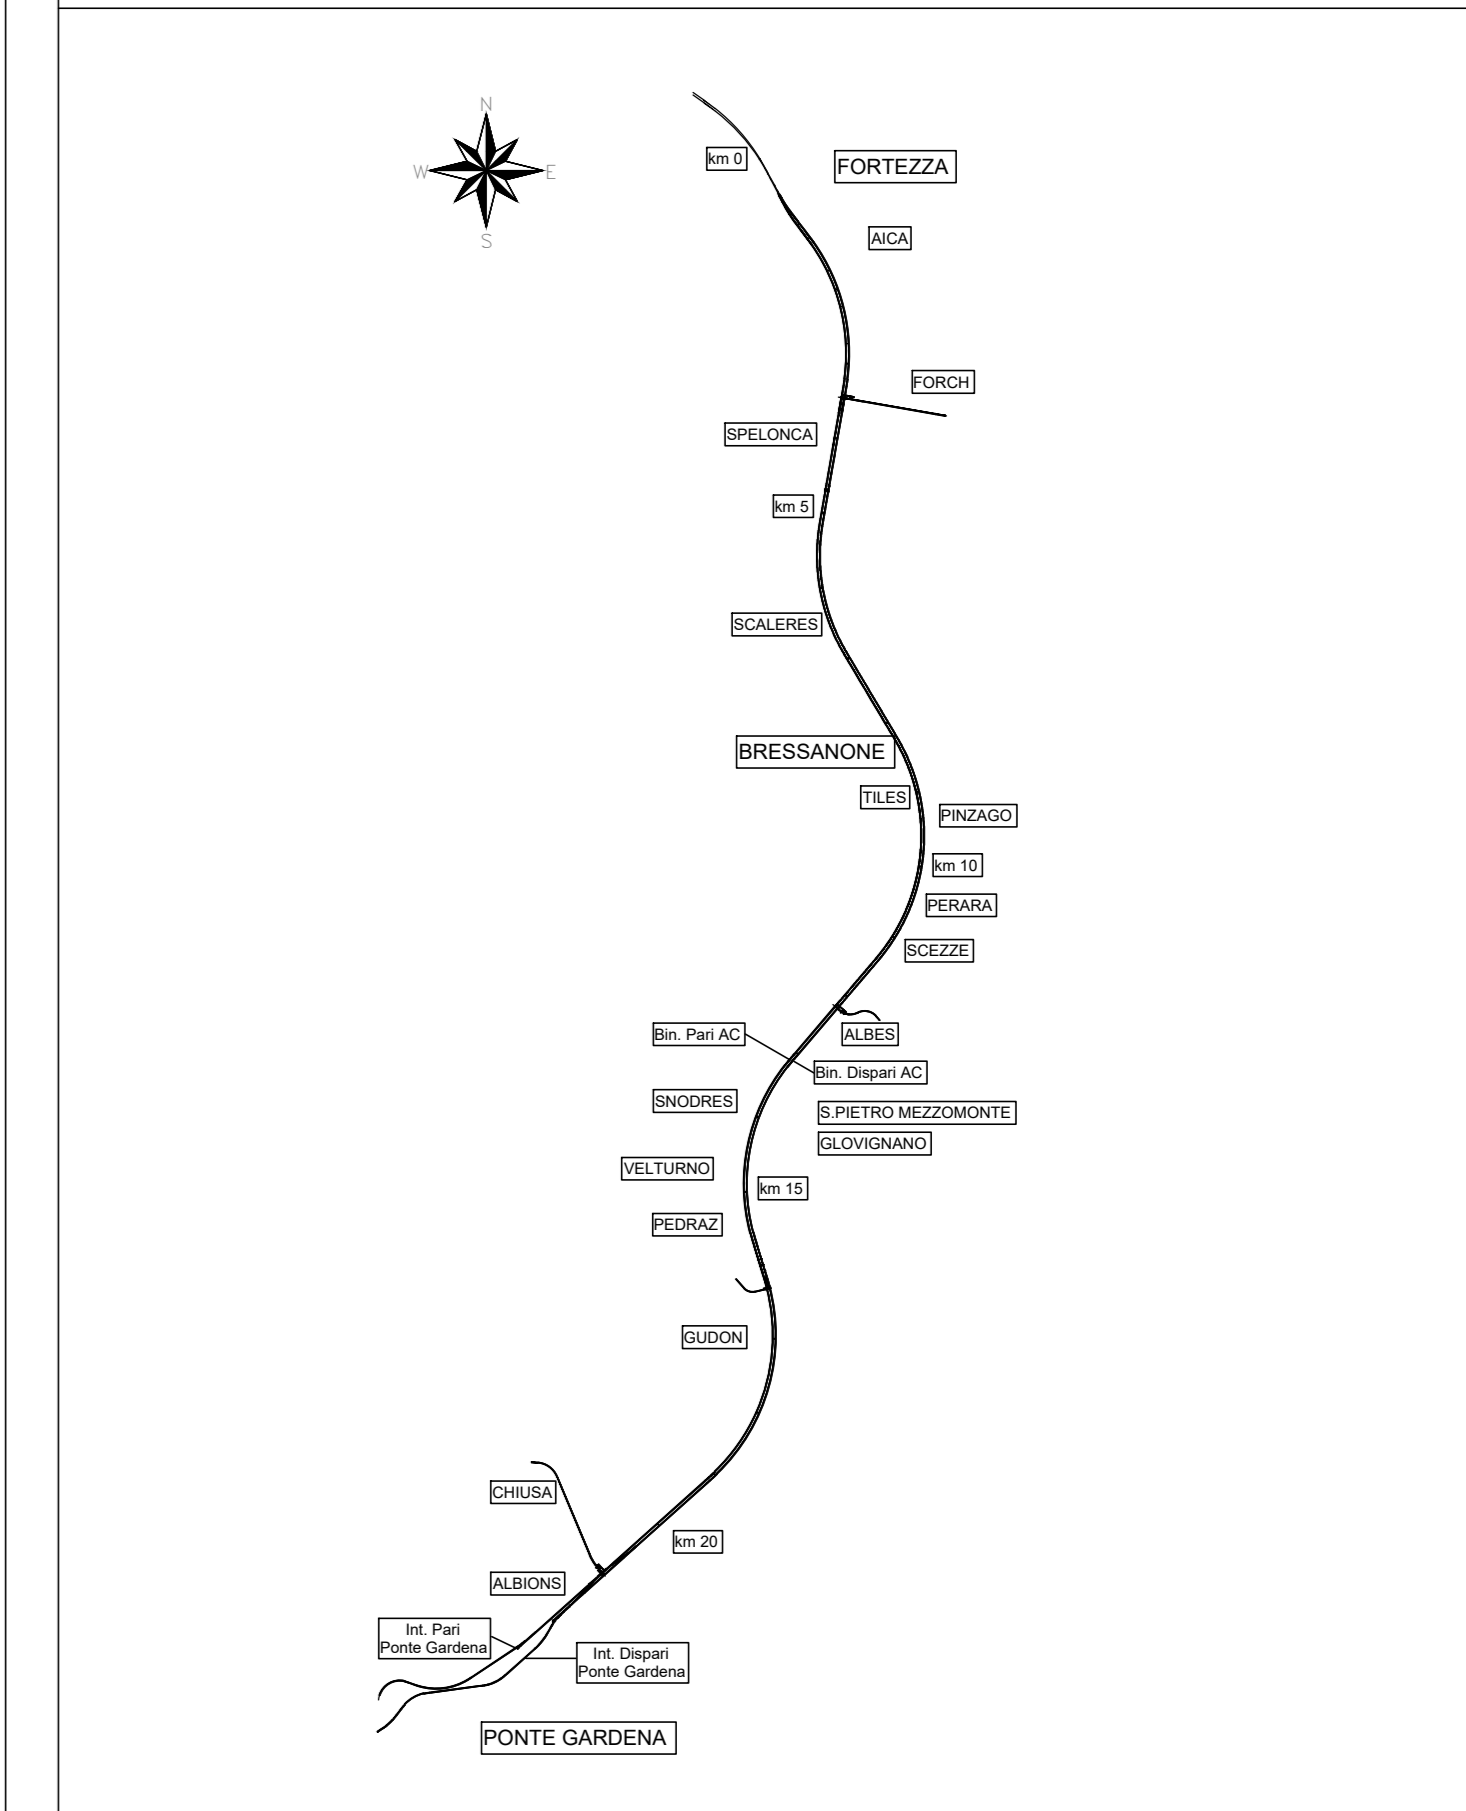 N
W
E
S
km 0
FORTEZZA
AICA
FORCH
SPELONCA
km 5
SCALERES
BRESSANONE
TILES
PINZAGO
km 10
PERARA
SCEZZE
Bin. Pari AC
ALBES
Bin. Dispari AC
SNODRES
S.PIETRO MEZZOMONTE
GLOVIGNANO
VELTURNO
km 15
PEDRAZ
GUDON
CHIUSA
km 20
ALBIONS
Int. Pari
Ponte Gardena
Int. Dispari
Ponte Gardena
PONTE GARDENA